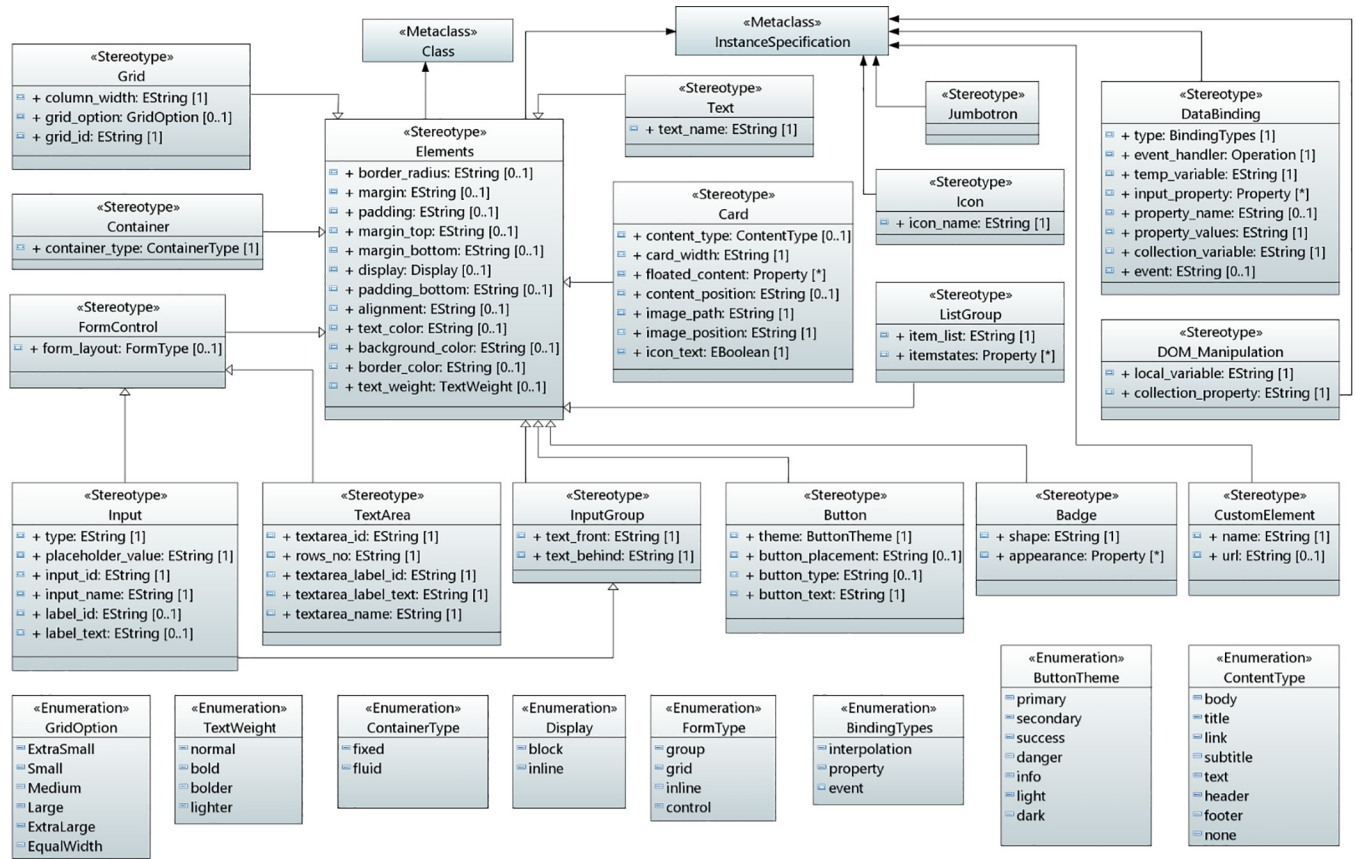 «Metaclass»
Class
«Metaclass»
InstanceSpecification
«Stereotype»
Grid
+ column_width: EString [1]
+ grid_option: GridOption [0..1]
+ grid_id: EString [1]
«Stereotype»
Container
+ container_type: ContainerType [1]
«Stereotype»
FormControl
+ form_layout: FormType [0..1]
«Stereotype»
Elements
+ border_radius: EString [0..1]
+ margin: EString [0..1]
+ padding: EString [0..1]
+ margin_top: EString [0..1]
+ margin_bottom: EString [0..1]
+ display: Display [0..1]
+ padding_bottom: EString [0..1]
+ alignment: EString [0..1]
+ text_color: EString [0..1]
+ background_color: EString [0..1]
+ border_color: EString [0..1]
+ text_weight: TextWeight [0..1]
«Stereotype»
Text
+ text_name: EString [1]
«Stereotype»
Card
+ content_type: ContentType [0..1]
+ card_width: EString [1]
+ floated_content: Property [*]
+ content_position: EString [0..1]
+ image_path: EString [1]
+ image_position: EString [1]
+ icon_text: EBoolean [1]
«Stereotype»
Jumbotron
«Stereotype»
Icon
+ icon_name: EString [1]
«Stereotype»
ListGroup
+ item_list: EString [1]
+ itemstates: Property [*]
«Stereotype»
DataBinding
+ type: BindingTypes [1]
+ event_handler: Operation [1]
+ temp_variable: EString [1]
+ input_property: Property [*]
+ property_name: EString [0..1]
+ property_values: EString [1]
+ collection_variable: EString [1]
+ event: EString [0..1]
«Stereotype»
DOM_Manipulation
+ local_variable: EString [1]
+ collection_property: EString [1]
«Stereotype»
Input
+ type: EString [1]
+ placeholder_value: EString [1]
+ input_id: EString [1]
+ input_name: EString [1]
+ label_id: EString [0..1]
+ label_text: EString [0..1]
«Stereotype»
TextArea
+ textarea_id: EString [1]
+ rows_no: EString [1]
+ textarea_label_id: EString [1]
+ textarea_label_text: EString [1]
+ textarea_name: EString [1]
«Stereotype»
InputGroup
+ text_front: EString [1]
+ text_behind: EString [1]
«Stereotype»
Button
+ theme: ButtonTheme [1]
+ button_placement: EString [0..1]
+ button_type: EString [0..1]
+ button_text: EString [1]
«Stereotype»
Badge
+ shape: EString [1]
+ appearance: Property [*]
«Stereotype»
CustomElement
+ name: EString [1]
+ url: EString [0..1]
«Enumeration»
GridOption
ExtraSmall
Small
Medium
Large
ExtraLarge
EqualWidth
«Enumeration»
TextWeight
normal
bold
bolder
lighter
«Enumeration»
ContainerType
fixed
fluid
«Enumeration»
Display
block
inline
«Enumeration»
FormType
group
grid
inline
control
«Enumeration»
BindingTypes
interpolation
property
event
«Enumeration»
ButtonTheme
primary
secondary
success
danger
info
light
dark
«Enumeration»
ContentType
body
title
link
subtitle
text
header
footer
none